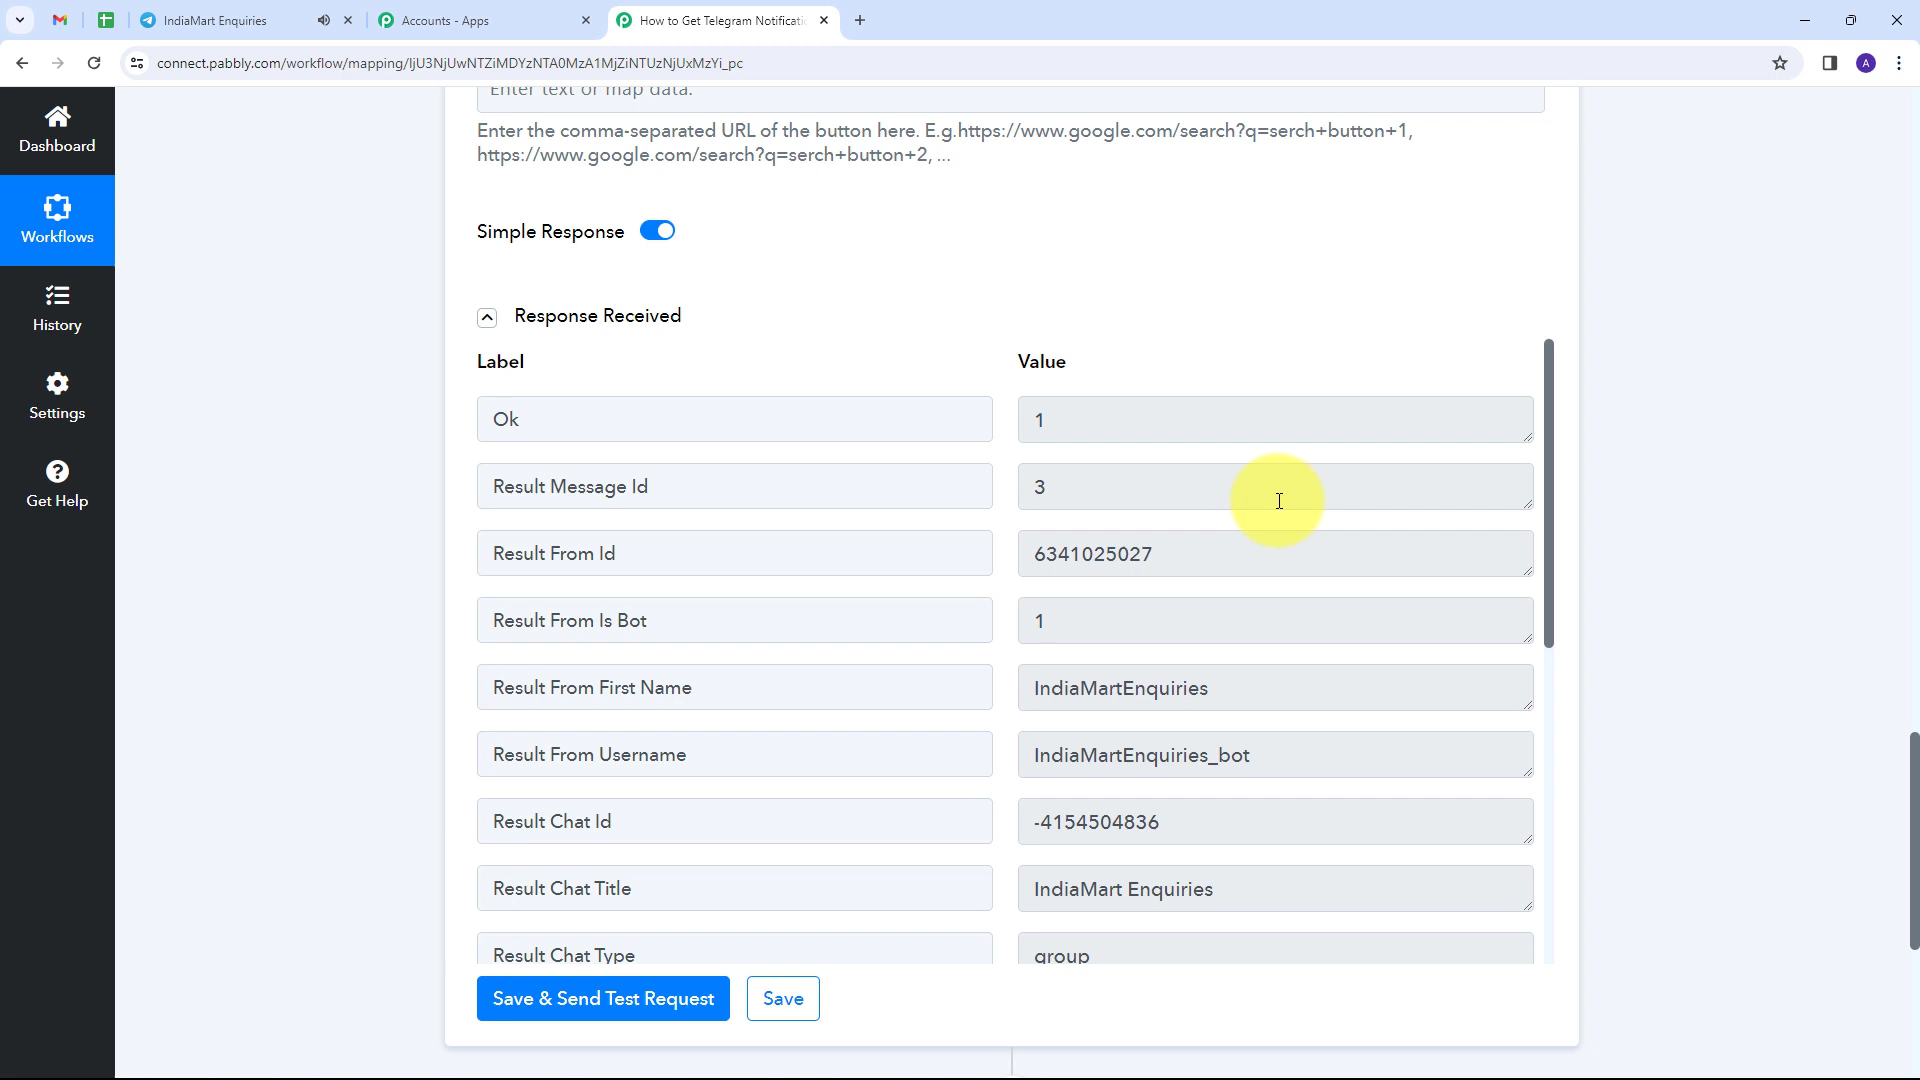 IndiaMart Enquiries
Accounts - Apps
How to Get Telegram Notificatio
connect.pabbly.com/workflow/mapping/IjU3NjUwNTZiMDYzNTA0MzA1MjZiNTUzNjUxMzYi_pc
A
Dashboard
Workflows
History
Settings
Get Help
Enter text or map data.
Enter the comma-separated URL of the button here. E.g.https://www.google.com/search?q=serch+button+1,
https://www.google.com/search?q=serch+button+2, ...
Simple Response
Response Received
Label Value
Ok 1
Result Message Id 3
Result From Id 6341025027
Result From Is Bot 1
Result From First Name IndiaMartEnquiries
Result From Username IndiaMartEnquiries_bot
Result Chat Id -4154504836
Result Chat Title IndiaMart Enquiries
Result Chat Type group
Save & Send Test Request Save